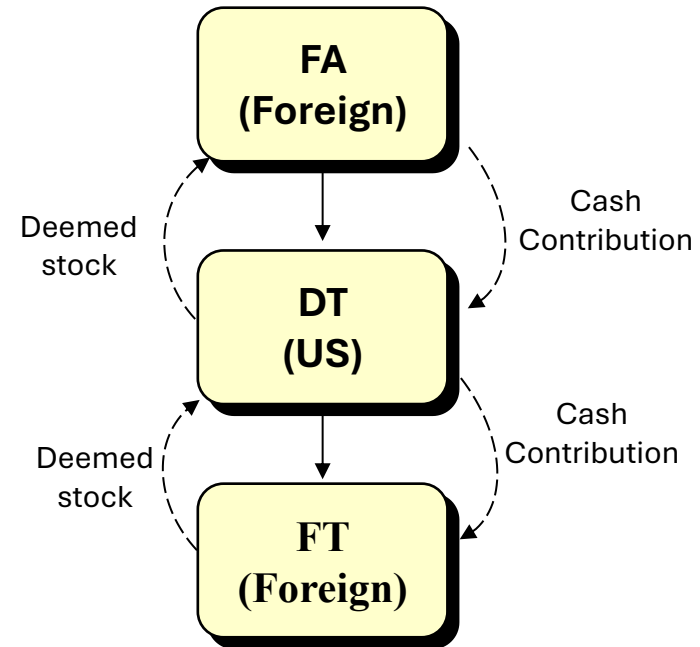 FA
(Foreign)
Deemed
stock
Cash
Contribution
DT
(US)
Deemed
stock
Cash
Contribution
FT
(Foreign)